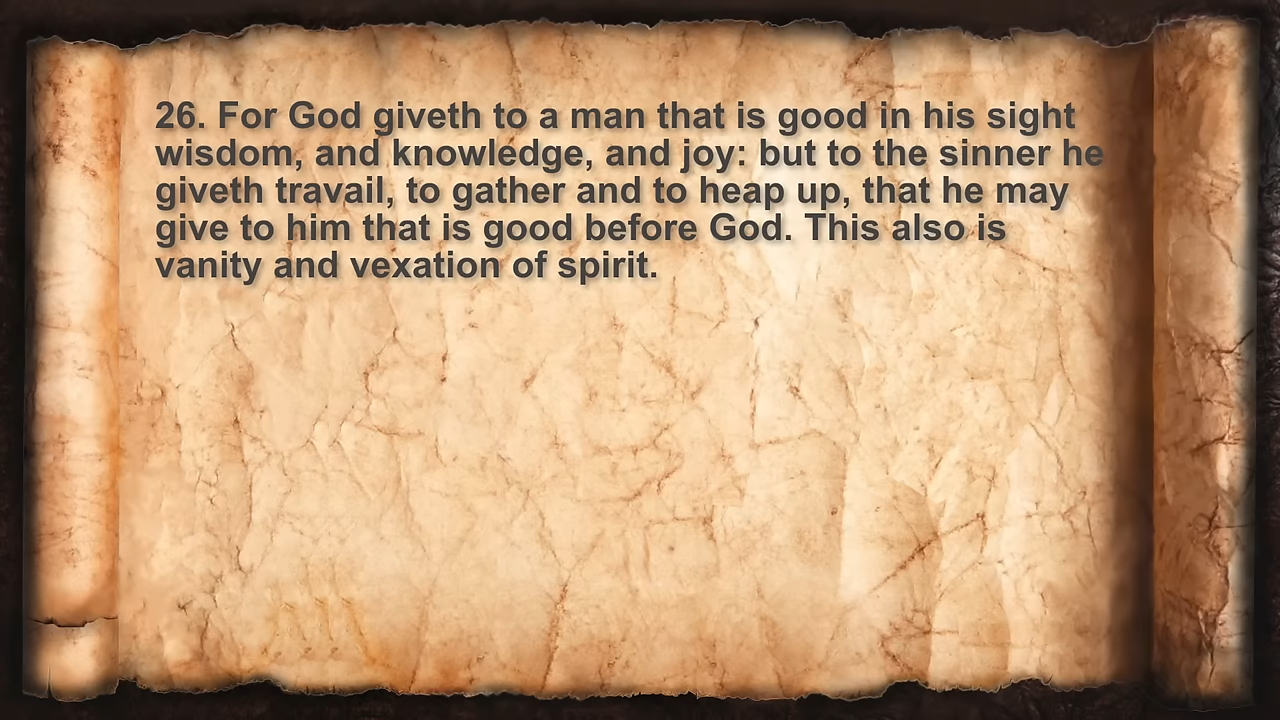 26. For God giveth to a man that is good in his sight
wisdom, and knowledge, and joy: but to the sinner he
giveth travail, to gather and to heap up, that he may
give to him that is good before God. This also is
vanity and vexation of spirit.